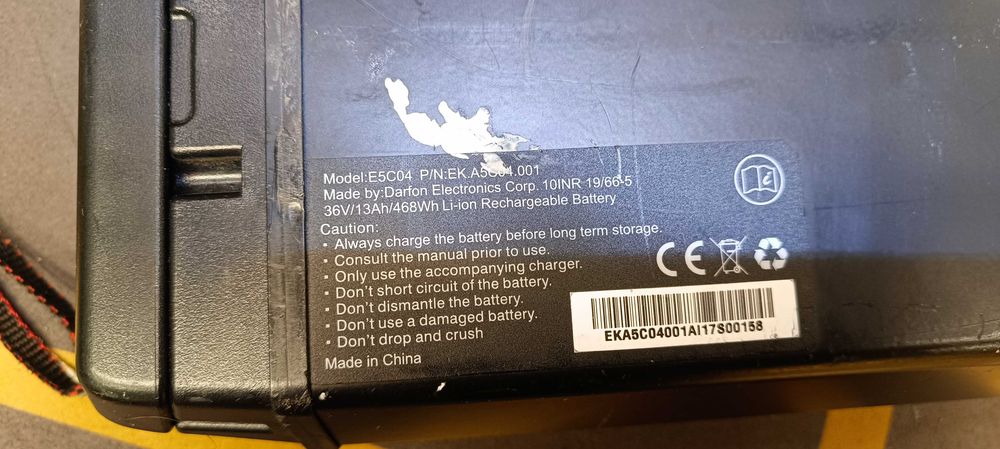 Model:E5C04 P/N:EK.A5C04.001
Made by:Darfon Electronics Corp. 10INR 19/66-5
36V/13Ah/468Wh Li-ion Rechargeable Battery
Caution:
• Always charge the battery before long term storage.
• Consult the manual prior to use.
• Only use the accompanying charger.
• Don't short circuit of the battery.
• Don't dismantle the battery.
• Don't use a damaged battery.
• Don't drop and crush
Made in China
CE
EKA5C04001AI17S00158